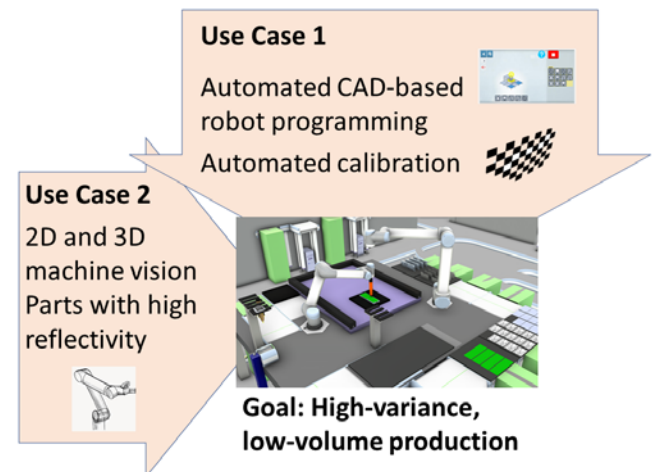 Use Case 1
Automated CAD-based
robot programming
Automated calibration
Use Case 2
2D and 3D
machine vision
Parts with high
reflectivity
Goal: High-variance,
low-volume production